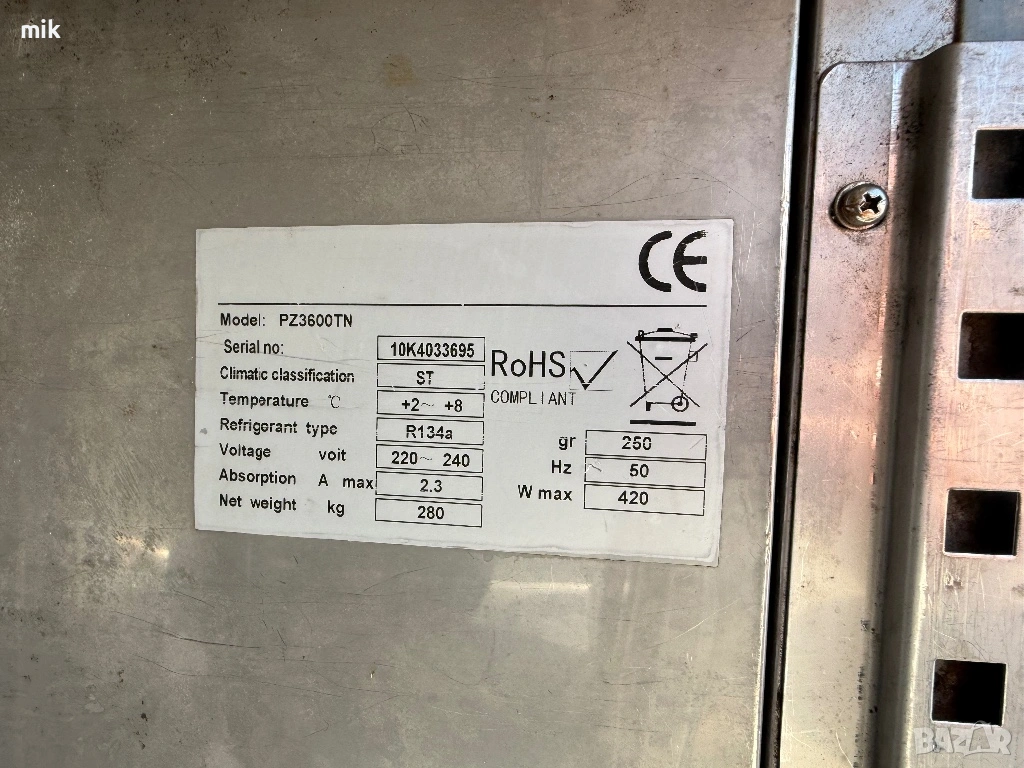 mik
CE
Model: PZ3600TN
Serial no: 10K4033695
Climatic classification ST
Temperature ℃ +2~ +8
Refrigerant type R134a
Voltage voit 220~ 240
Absorption A max 2.3
Net weight kg 280
RoHS
COMPLIANT
gr 250
Hz 50
W max 420
BAZAR